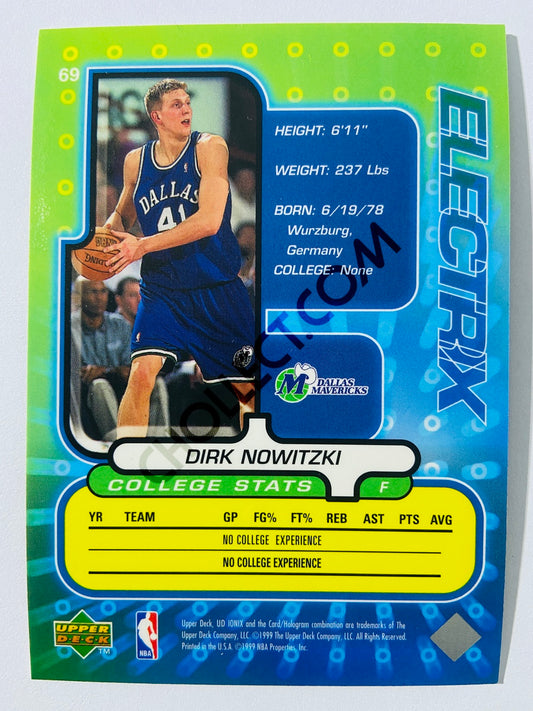 69
ELECTRIX
HEIGHT: 6'11"
WEIGHT: 237 Lbs
BORN: 6/19/78
Wurzburg,
Germany
COLLEGE: None
DALLAS
41
M DALLAS
MAVERICKS
DIRK NOWITZKI
COLLEGE STATS F
YR TEAM GP FG% FT% REB AST PTS AVG
NO COLLEGE EXPERIENCE
NO COLLEGE EXPERIENCE
UPPER
DECK
TM
NBA
Upper Deck, UD IONIX and the Card/Hologram combination are trademarks of The
Upper Deck Company, LLC. ©1999 The Upper Deck Company, LLC. All Rights Reserved.
Printed in the U.S.A. ©1999 NBA Properties, Inc.
CHOLLECT.COM